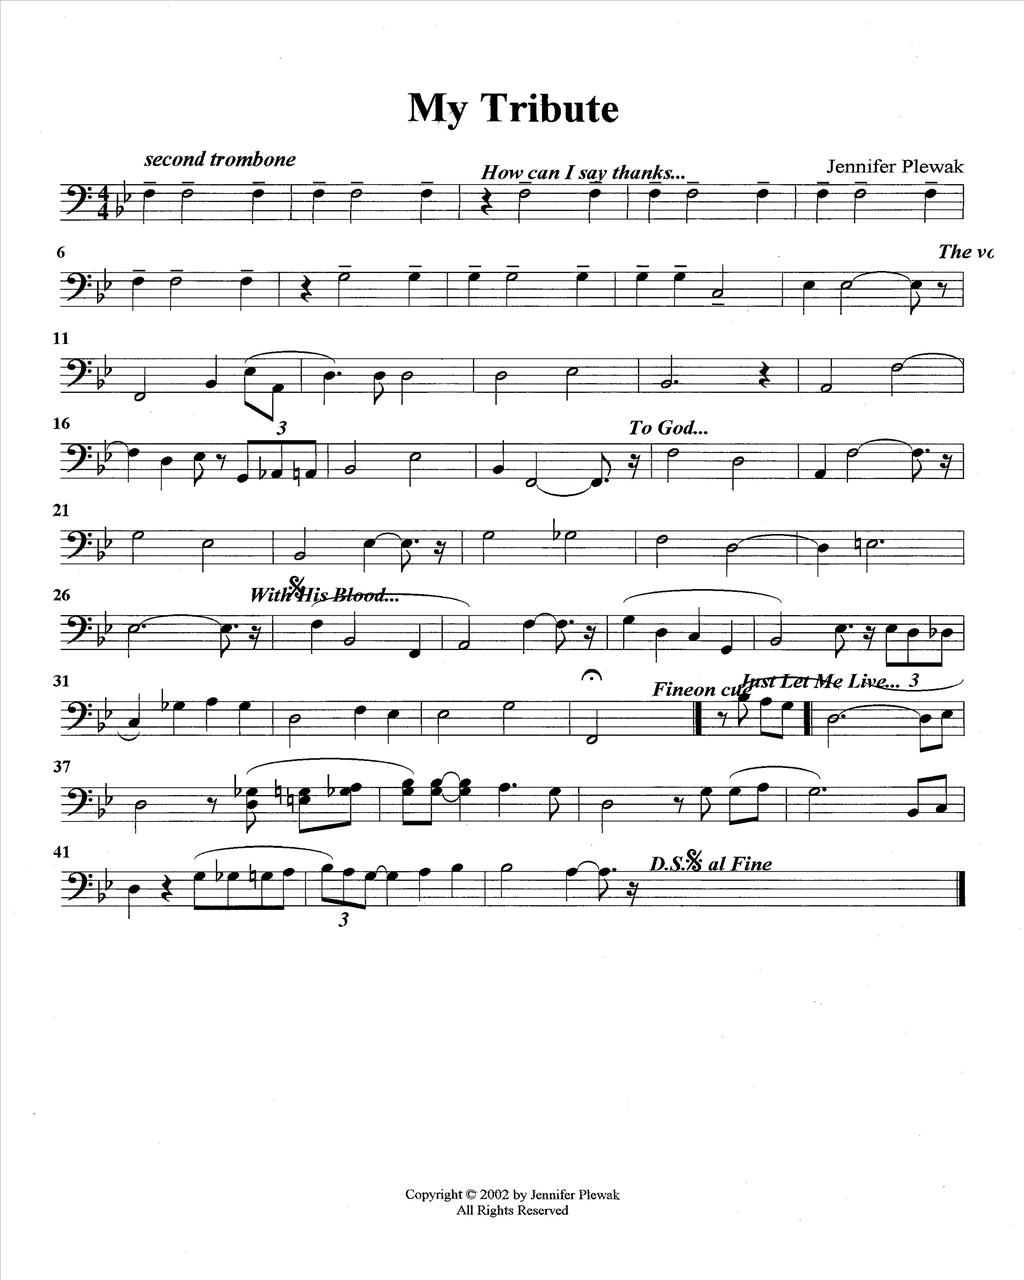 My Tribute
second trombone
How can I say thanks...
Jennifer Plewak
4
4
6
The vo
11
3
16
To God...
21
26
With His Blood...
31
Fine on cue
Just Let Me Live... 3
37
41
D.S. al Fine
3
Copyright © 2002 by Jennifer Plewak
All Rights Reserved